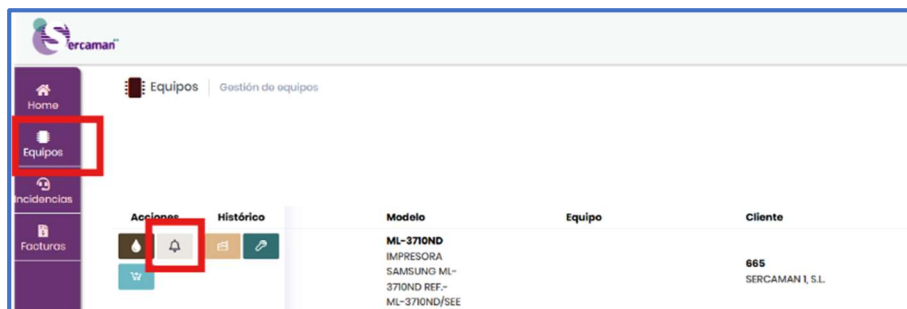 Sercaman
Home
Equipos
Incidencias
Facturas
Equipos Gestión de equipos
Acciones Histórico Modelo Equipo Cliente
ML-3710ND
IMPRESORA
SAMSUNG ML-
3710ND REF.-
ML-3710ND/SEE
665
SERCAMAN 1, S.L.